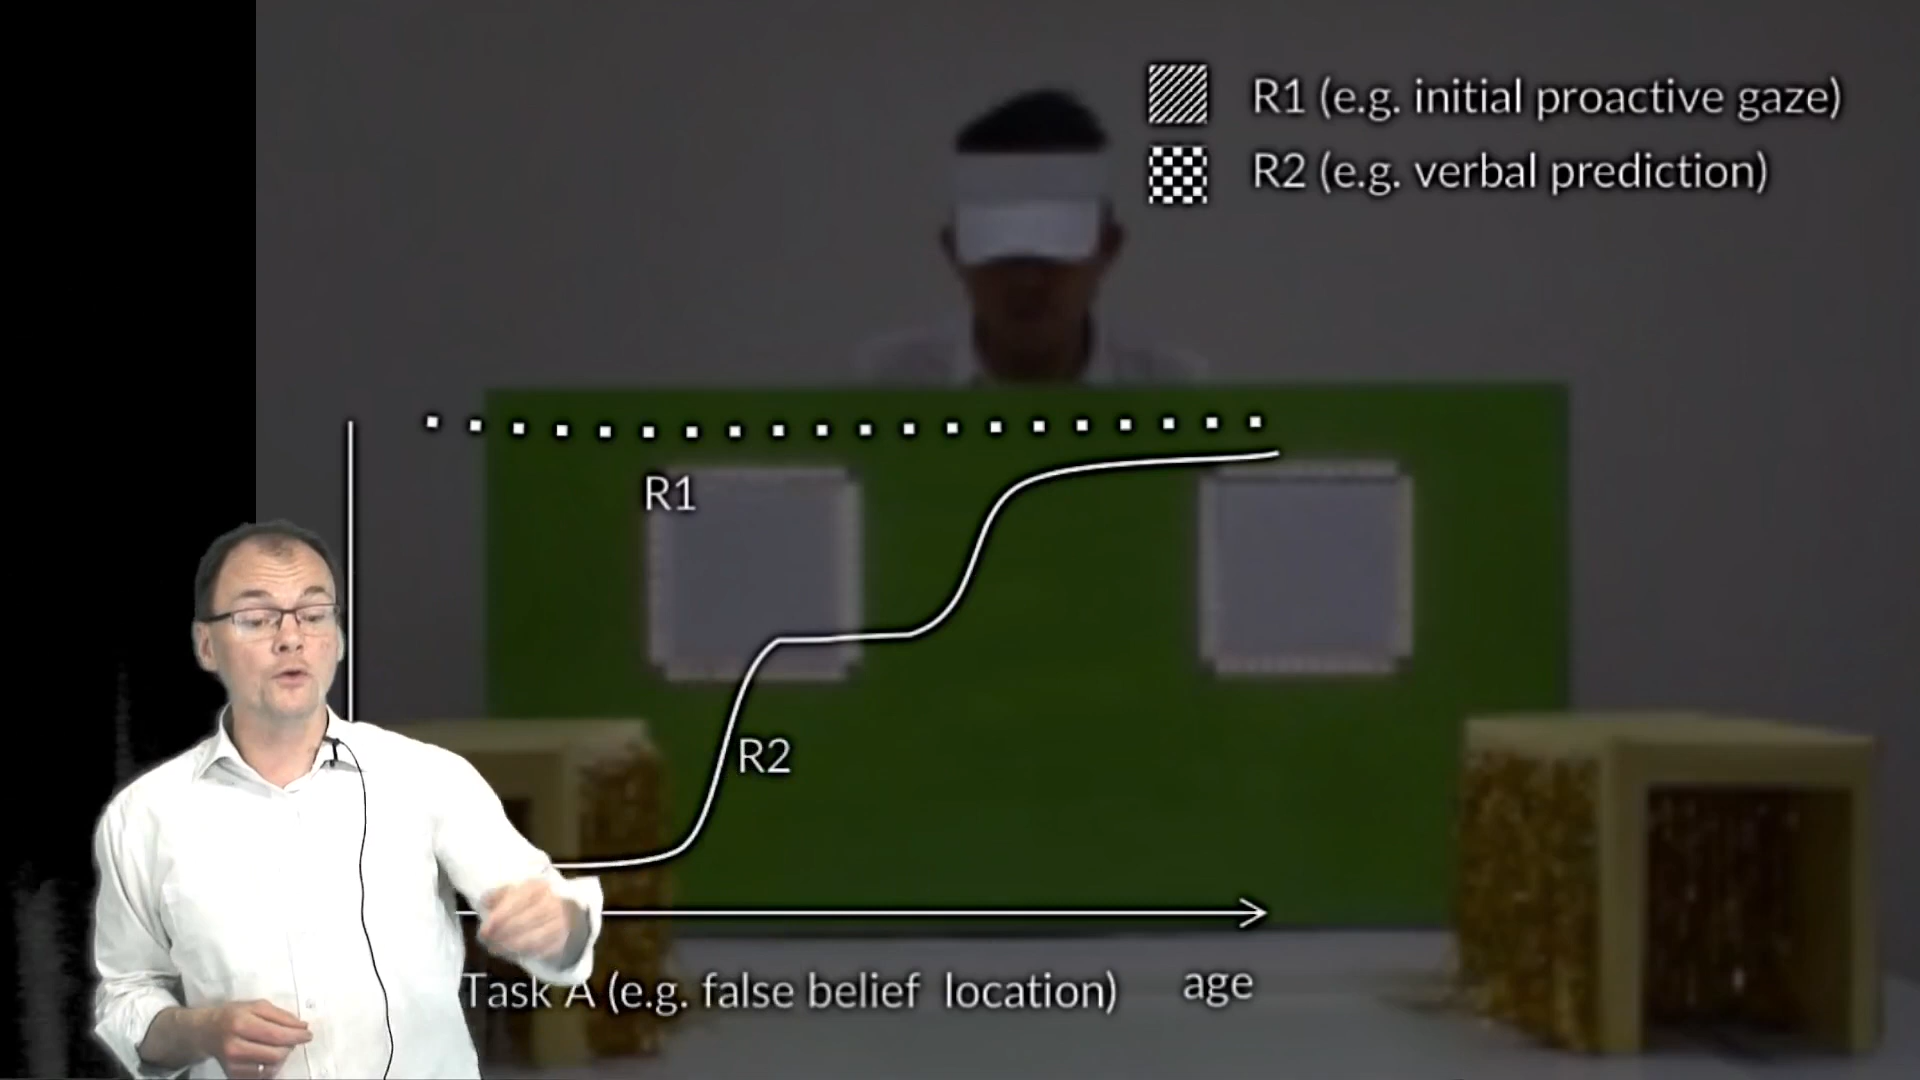 R1 (e.g. initial proactive gaze)
R2 (e.g. verbal prediction)
R1
R2
Task A (e.g. false belief location)
age